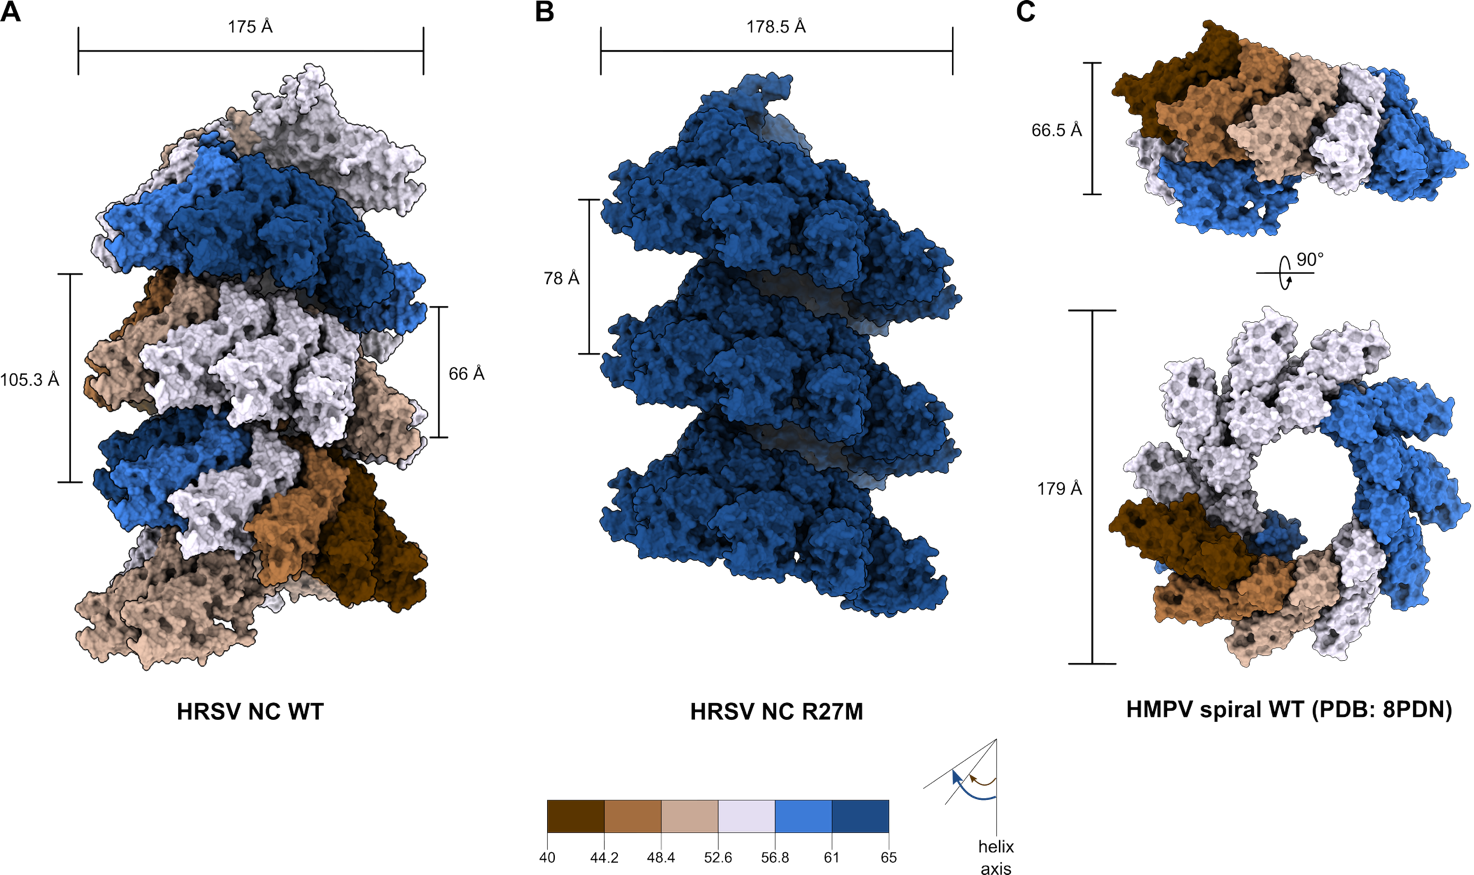 A
B
C
175 Å
178.5 Å
66.5 Å
90°
105.3 Å
66 Å
78 Å
179 Å
HRSV NC WT
HRSV NC R27M
HMPV spiral WT (PDB: 8PDN)
40 44.2 48.4 52.6 56.8 61 65
helix
axis